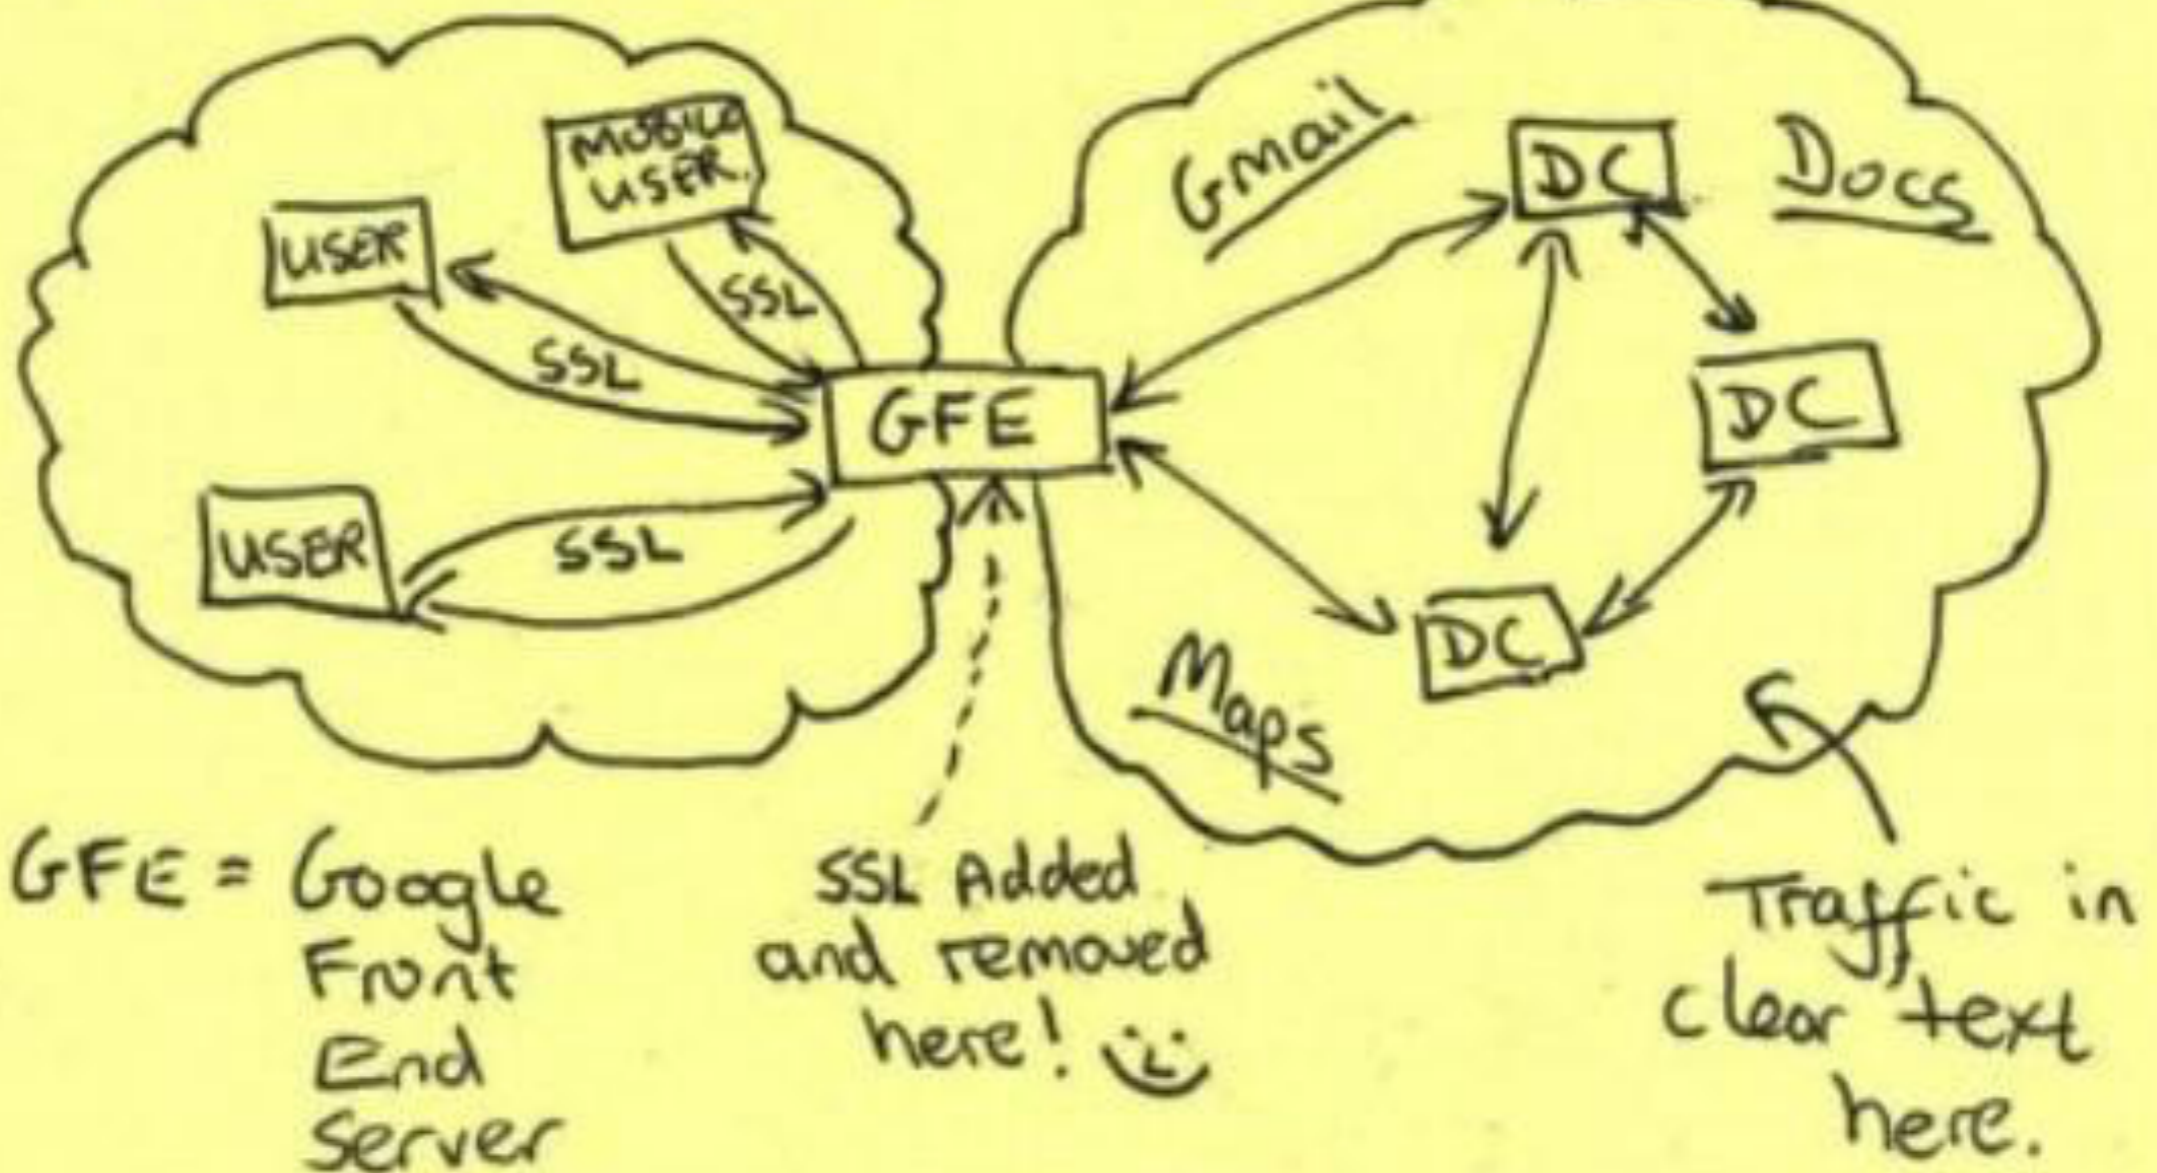 MOBILE
USER.
USER
SSL
SSL
USER
SSL
GFE
Gmail
DC
Docs
DC
DC
Maps
GFE = Google
Front
End
Server
SSL Added
and removed
here!
Traffic in
clear text
here.